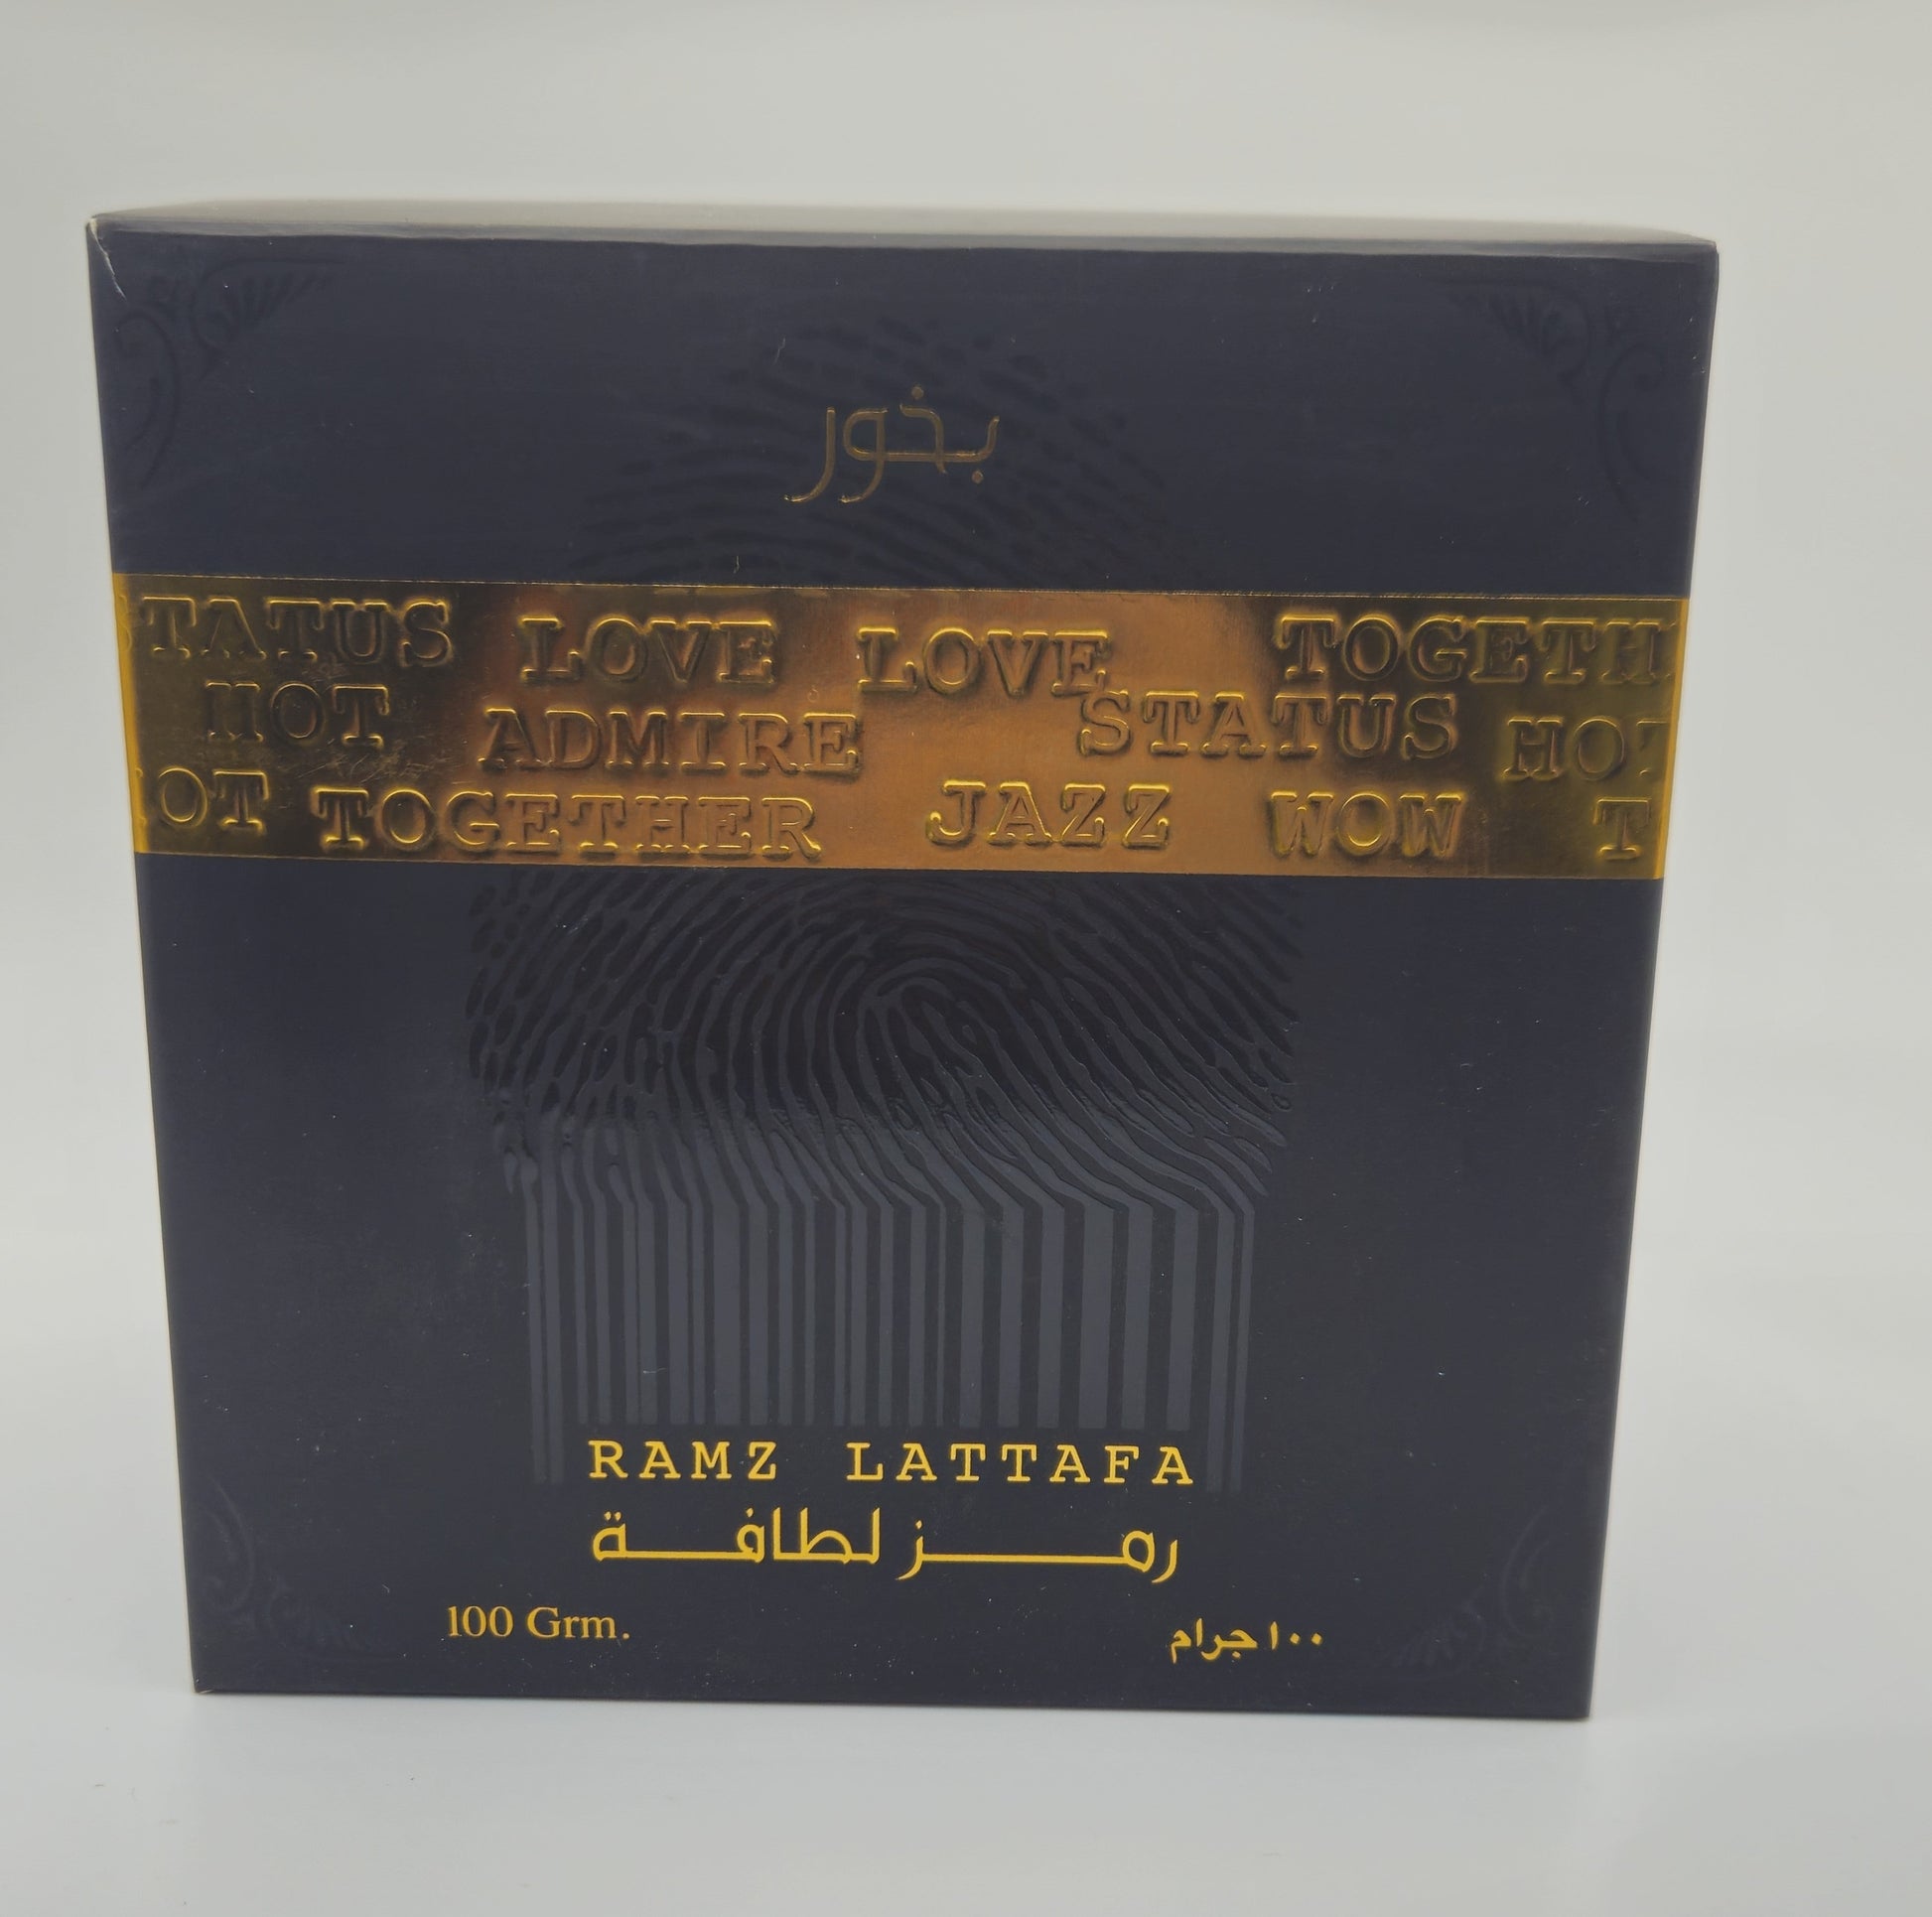 بخور
STATUS LOVE LOVE TOGETH
HOT ADMIRE STATUS HOT
OT TOGETHER JAZZ WOW T
RAMZ LATTAFA
رمز لطافة
100 Grm. ١٠٠ جرام